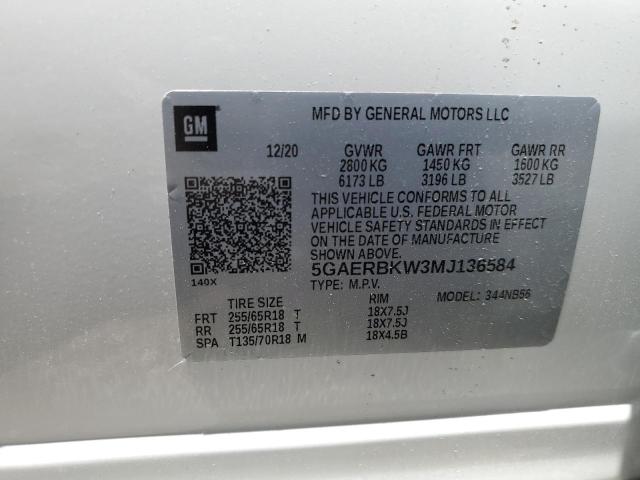 GM
MFD BY GENERAL MOTORS LLC
12/20 GVWR GAWR FRT GAWR RR
2800 KG 1450 KG 1600 KG
6173 LB 3196 LB 3527 LB
THIS VEHICLE CONFORMS TO ALL
APPLICABLE U.S. FEDERAL MOTOR
VEHICLE SAFETY STANDARDS IN EFFECT
ON THE DATE OF MANUFACTURE
SHOWN ABOVE.
5GAERBKW3MJ136584
140X
TYPE: M.P.V. MODEL: 344NB56
TIRE SIZE RIM
FRT 255/65R18 T 18X7.5J
RR 255/65R18 T 18X7.5J
SPA T135/70R18 M 18X4.5B